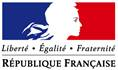 Liberté • Égalité • Fraternité
RÉPUBLIQUE FRANÇAISE